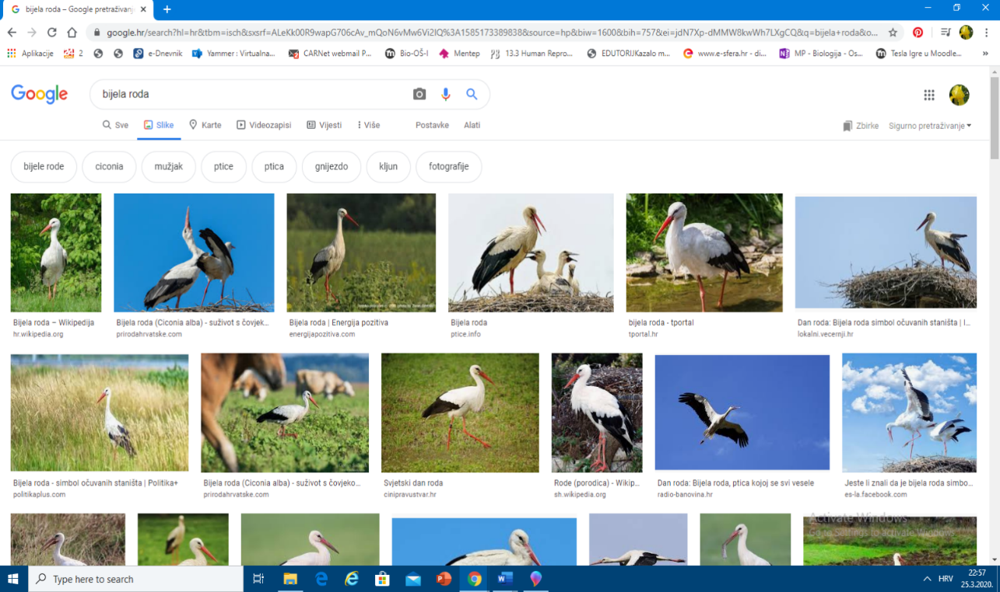 bijela roda – Google pretraživanj
google.hr/search?hl=hr&tbm=isch&sxsrf=ALeKk00R9wapG706cAv_nQoN6vMwSVi2IQ%3A1585173389838&source=hp&biw=1600&bih=757&ei=jdN7Xp-dMMW8kwWh7LXgCQ&q=bijela+roda&o...
Aplikacije 2 e-Dnevnik Yammer : Virtualna... CARNet webmail P... Bio-OŠ-I Mentep 13.3 Human Repro... EDUTORIJKazalo m... www.e-sfera.hr - di... MP - Biologija - Os... Tesla Igre u Moodle... »
Google bijela roda
Sve Slike Karte Videozapisi Vijesti Više Postavke Alati Zbirke Sigurno pretraživanje
bijele rode ciconia mužjak ptice ptica gnijezdo kljun fotografije
Bijela roda – Wikipedija Bijela roda (Ciconia alba) - suživot s čovjek... Bijela roda | Energija pozitiva Bijela roda bijela roda - tportal Dan roda: Bijela roda simbol očuvanih staništa | l...
hr.wikipedia.org prirodahrvatske.com energijapozitiva.com ptice.info tportal.hr lokalni.vecernji.hr
Bijela roda - simbol očuvanih staništa | Politika+ Bijela roda (Ciconia alba) - suživot s čovjeko... Svjetski dan roda Rode (porodica) - Wikip... Dan roda: Bijela roda, ptica kojoj se svi vesele Jeste li znali da je bijela roda simbo...
politikaplus.com prirodahrvatske.com cinipravustvar.hr sh.wikipedia.org radio-banovina.hr es-la.facebook.com
Activate Windows
Go to Settings to activate Windows.
Type here to search HRV 22:57
25.3.2020.